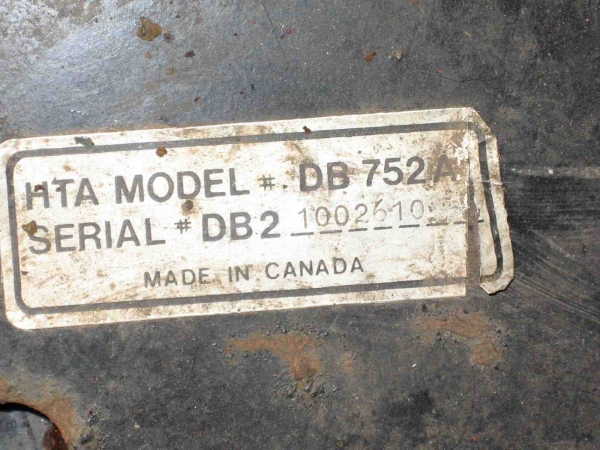 HTA MODEL #. DB 752A
SERIAL # DB2 1002610
MADE IN CANADA